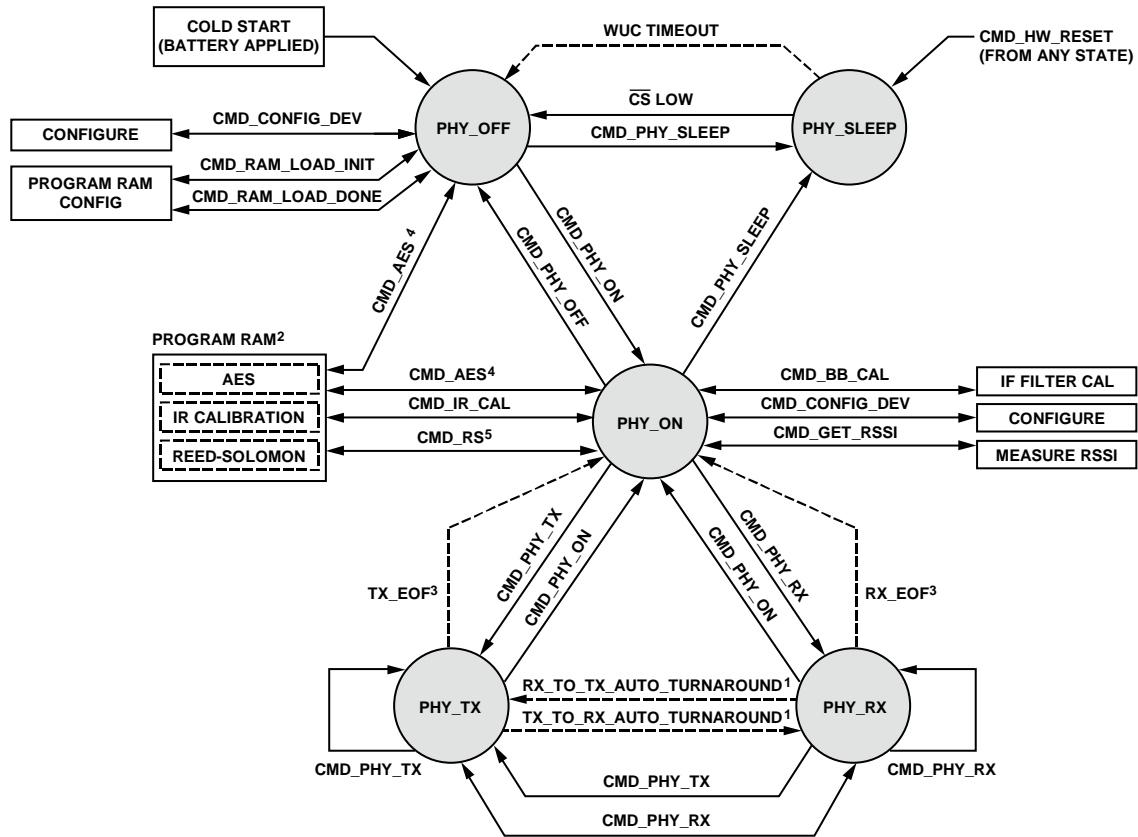 COLD START
(BATTERY APPLIED)
WUC TIMEOUT
CMD_HW_RESET
(FROM ANY STATE)
CS LOW
PHY_OFF
PHY_SLEEP
CMD_CONFIG_DEV
CONFIGURE
CMD_PHY_SLEEP
CMD_RAM_LOAD_INIT
PROGRAM RAM
CONFIG
CMD_RAM_LOAD_DONE
CMD_AES 4
CMD_PHY_OFF
CMD_PHY_ON
CMD_PHY_SLEEP
PROGRAM RAM2
AES
IR CALIBRATION
REED-SOLOMON
CMD_AES4
CMD_IR_CAL
CMD_RS5
PHY_ON
CMD_BB_CAL
CMD_CONFIG_DEV
CMD_GET_RSSI
IF FILTER CAL
CONFIGURE
MEASURE RSSI
TX_EOF3
CMD_PHY_TX
CMD_PHY_ON
CMD_PHY_ON
CMD_PHY_RX
RX_EOF3
PHY_TX
RX_TO_TX_AUTO_TURNAROUND1
TX_TO_RX_AUTO_TURNAROUND1
PHY_RX
CMD_PHY_TX
CMD_PHY_TX
CMD_PHY_RX
CMD_PHY_RX